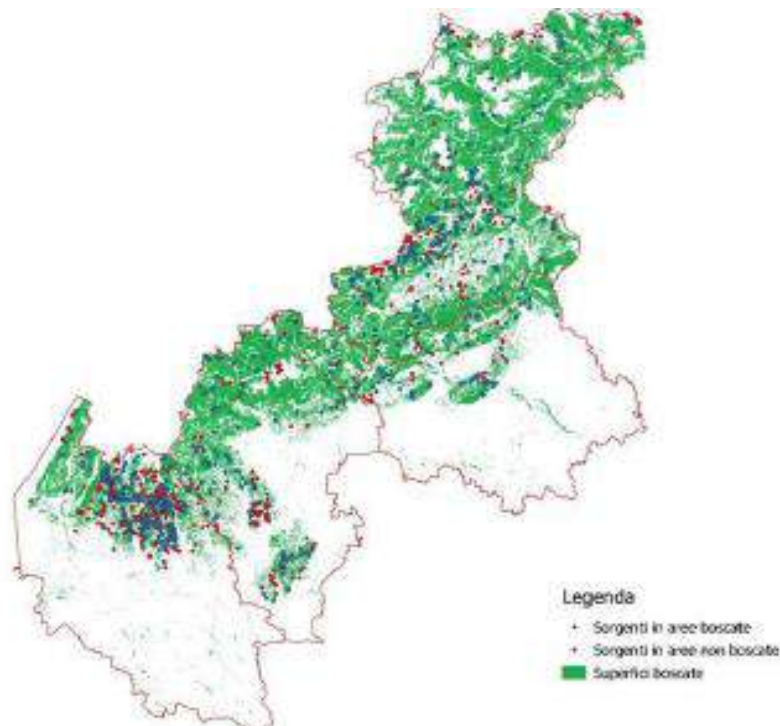 Legenda
Sorgenti in aree boscate
Sorgenti in aree non boscate
Superfici boscate